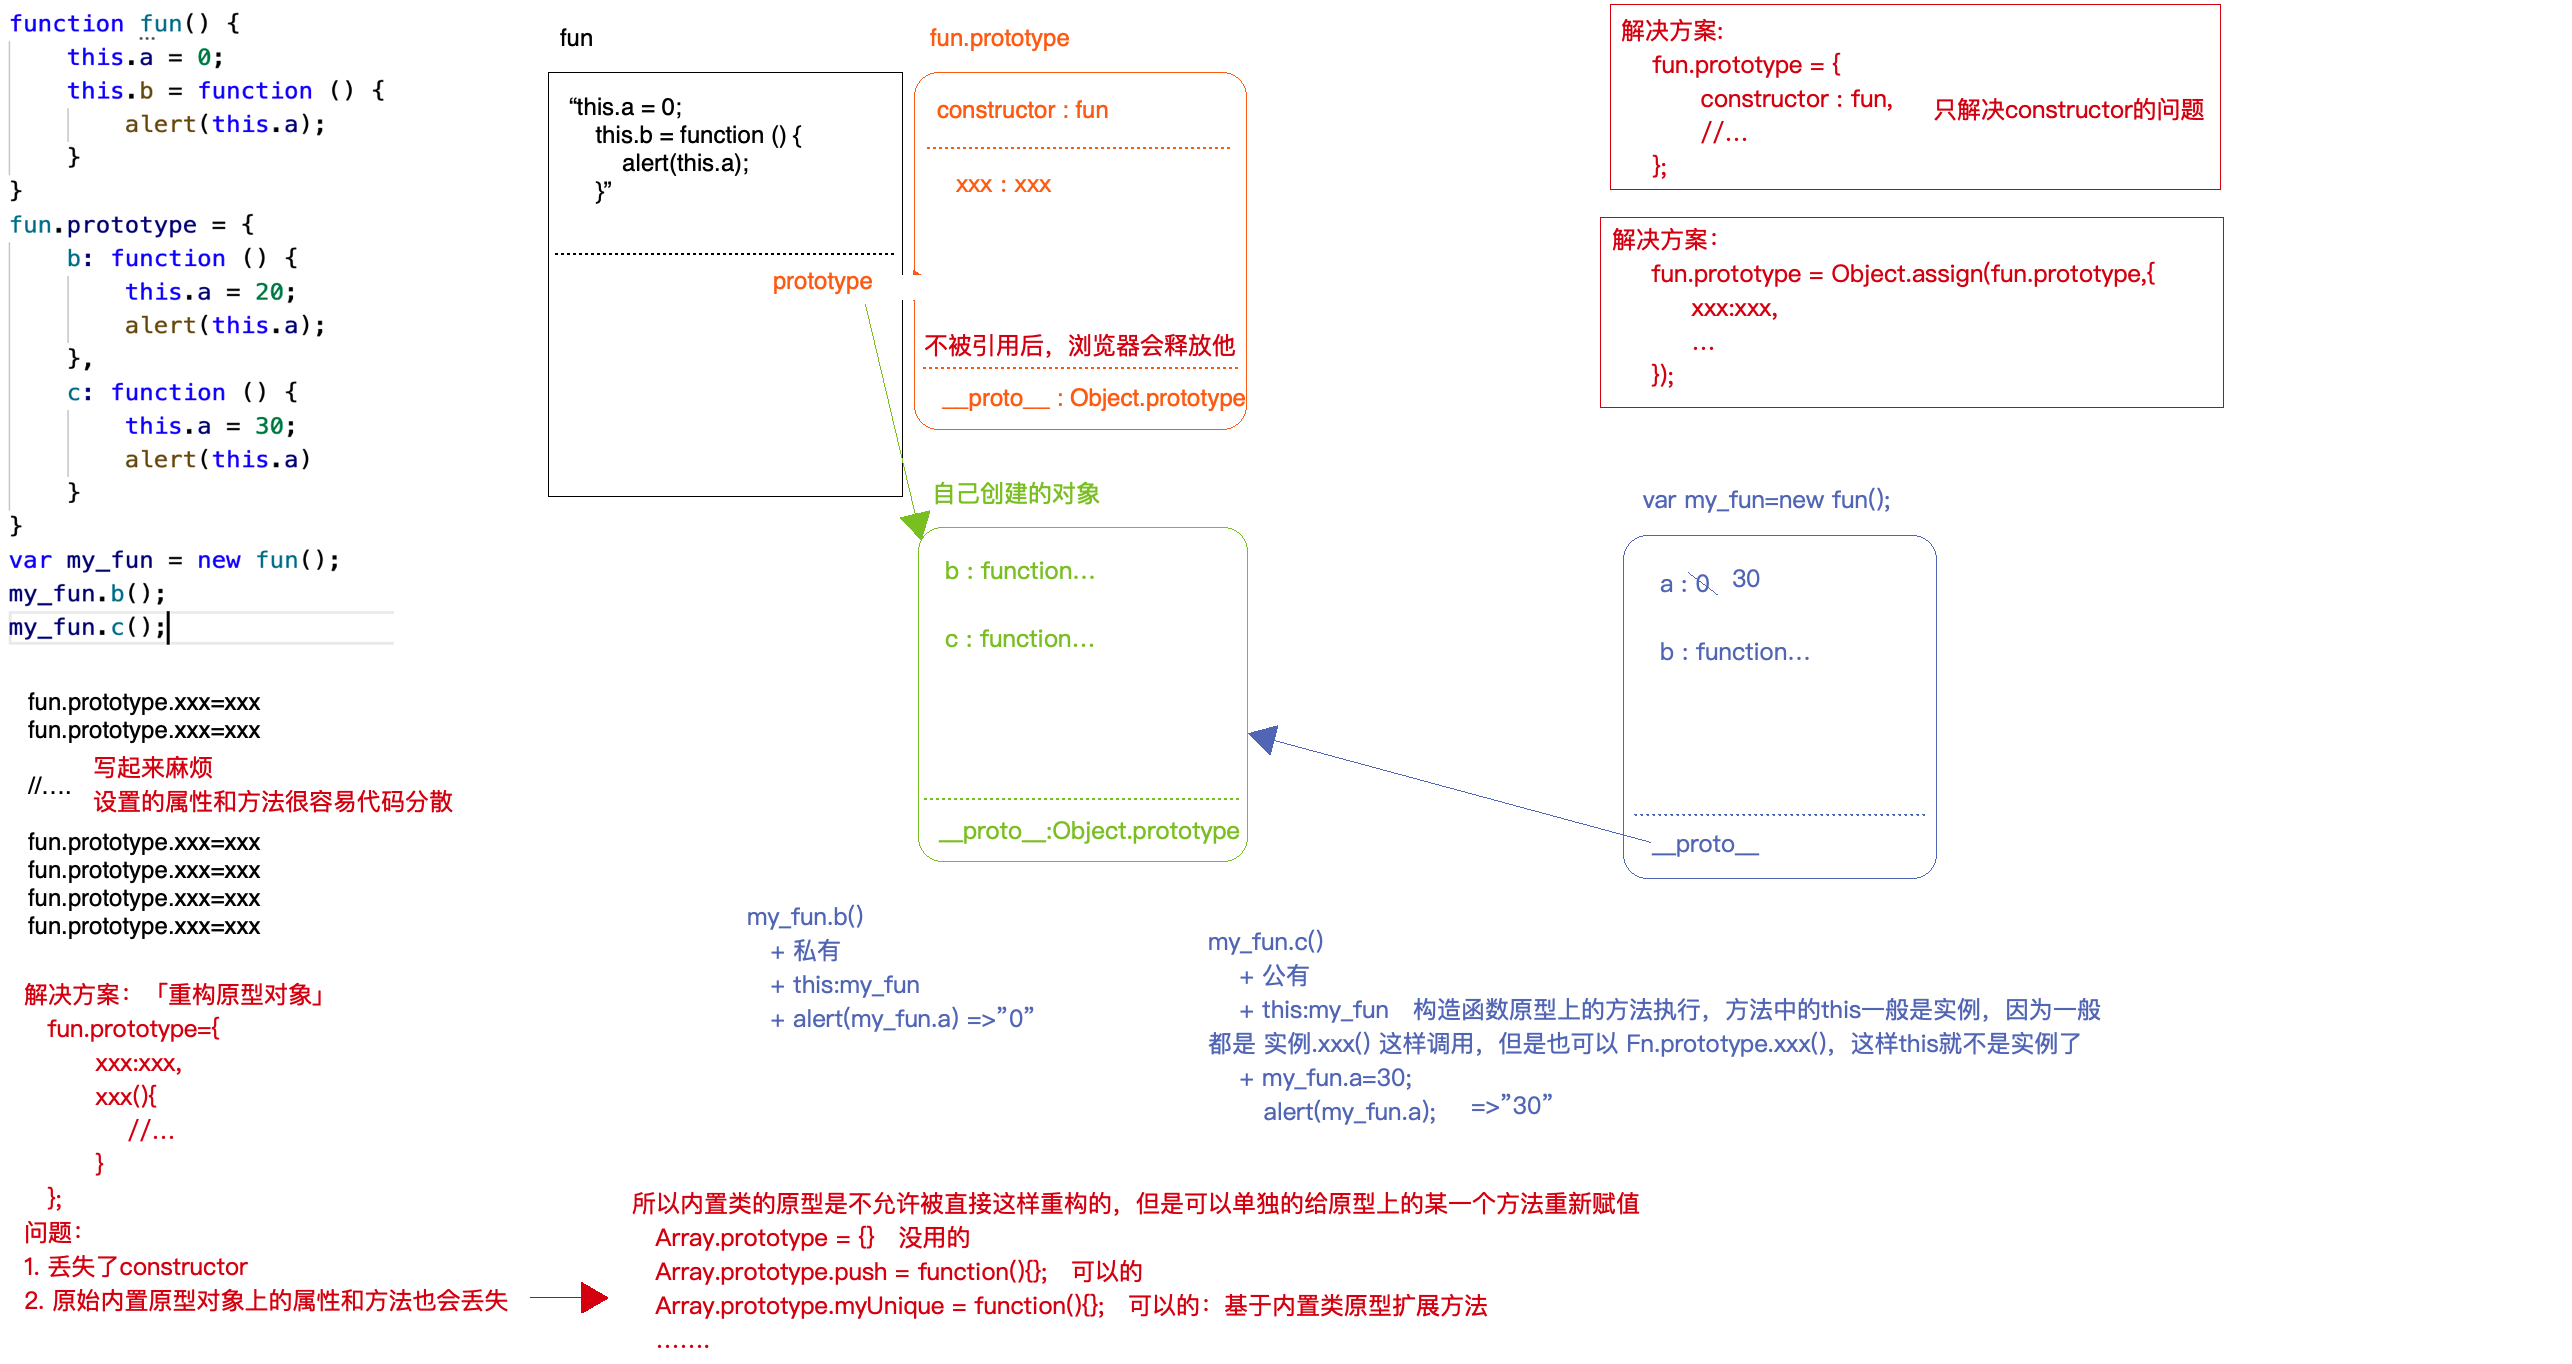 function fun() {
this.a = 0;
this.b = function () {
alert(this.a);
}
}
fun.prototype = {
b: function () {
this.a = 20;
alert(this.a);
},
c: function () {
this.a = 30;
alert(this.a)
}
}
var my_fun = new fun();
my_fun.b();
my_fun.c();
fun.prototype.xxx=xxx
fun.prototype.xxx=xxx
写起来麻烦
//....
设置的属性和方法很容易代码分散
fun.prototype.xxx=xxx
fun.prototype.xxx=xxx
fun.prototype.xxx=xxx
fun.prototype.xxx=xxx
解决方案：「重构原型对象」
fun.prototype={
xxx:xxx,
xxx(){
//...
}
};
问题：
1. 丢失了constructor
2. 原始内置原型对象上的属性和方法也会丢失
fun
“this.a = 0;
this.b = function () {
alert(this.a);
}”
prototype
fun.prototype
constructor : fun
xxx : xxx
不被引用后，浏览器会释放他
__proto__ : Object.prototype
自己创建的对象
b : function...
c : function...
__proto__:Object.prototype
解决方案:
fun.prototype = {
constructor : fun,
只解决constructor的问题
//...
};
解决方案：
fun.prototype = Object.assign(fun.prototype,{
xxx:xxx,
...
});
var my_fun=new fun();
a : 0 30
b : function...
__proto__
my_fun.b()
+ 私有
+ this:my_fun
+ alert(my_fun.a) =>”0”
my_fun.c()
+ 公有
+ this:my_fun 构造函数原型上的方法执行，方法中的this一般是实例，因为一般
都是 实例.xxx() 这样调用，但是也可以 Fn.prototype.xxx()，这样this就不是实例了
+ my_fun.a=30;
alert(my_fun.a); =>”30”
所以内置类的原型是不允许被直接这样重构的，但是可以单独的给原型上的某一个方法重新赋值
Array.prototype = {} 没用的
Array.prototype.push = function(){}; 可以的
Array.prototype.myUnique = function(){}; 可以的：基于内置类原型扩展方法
.......